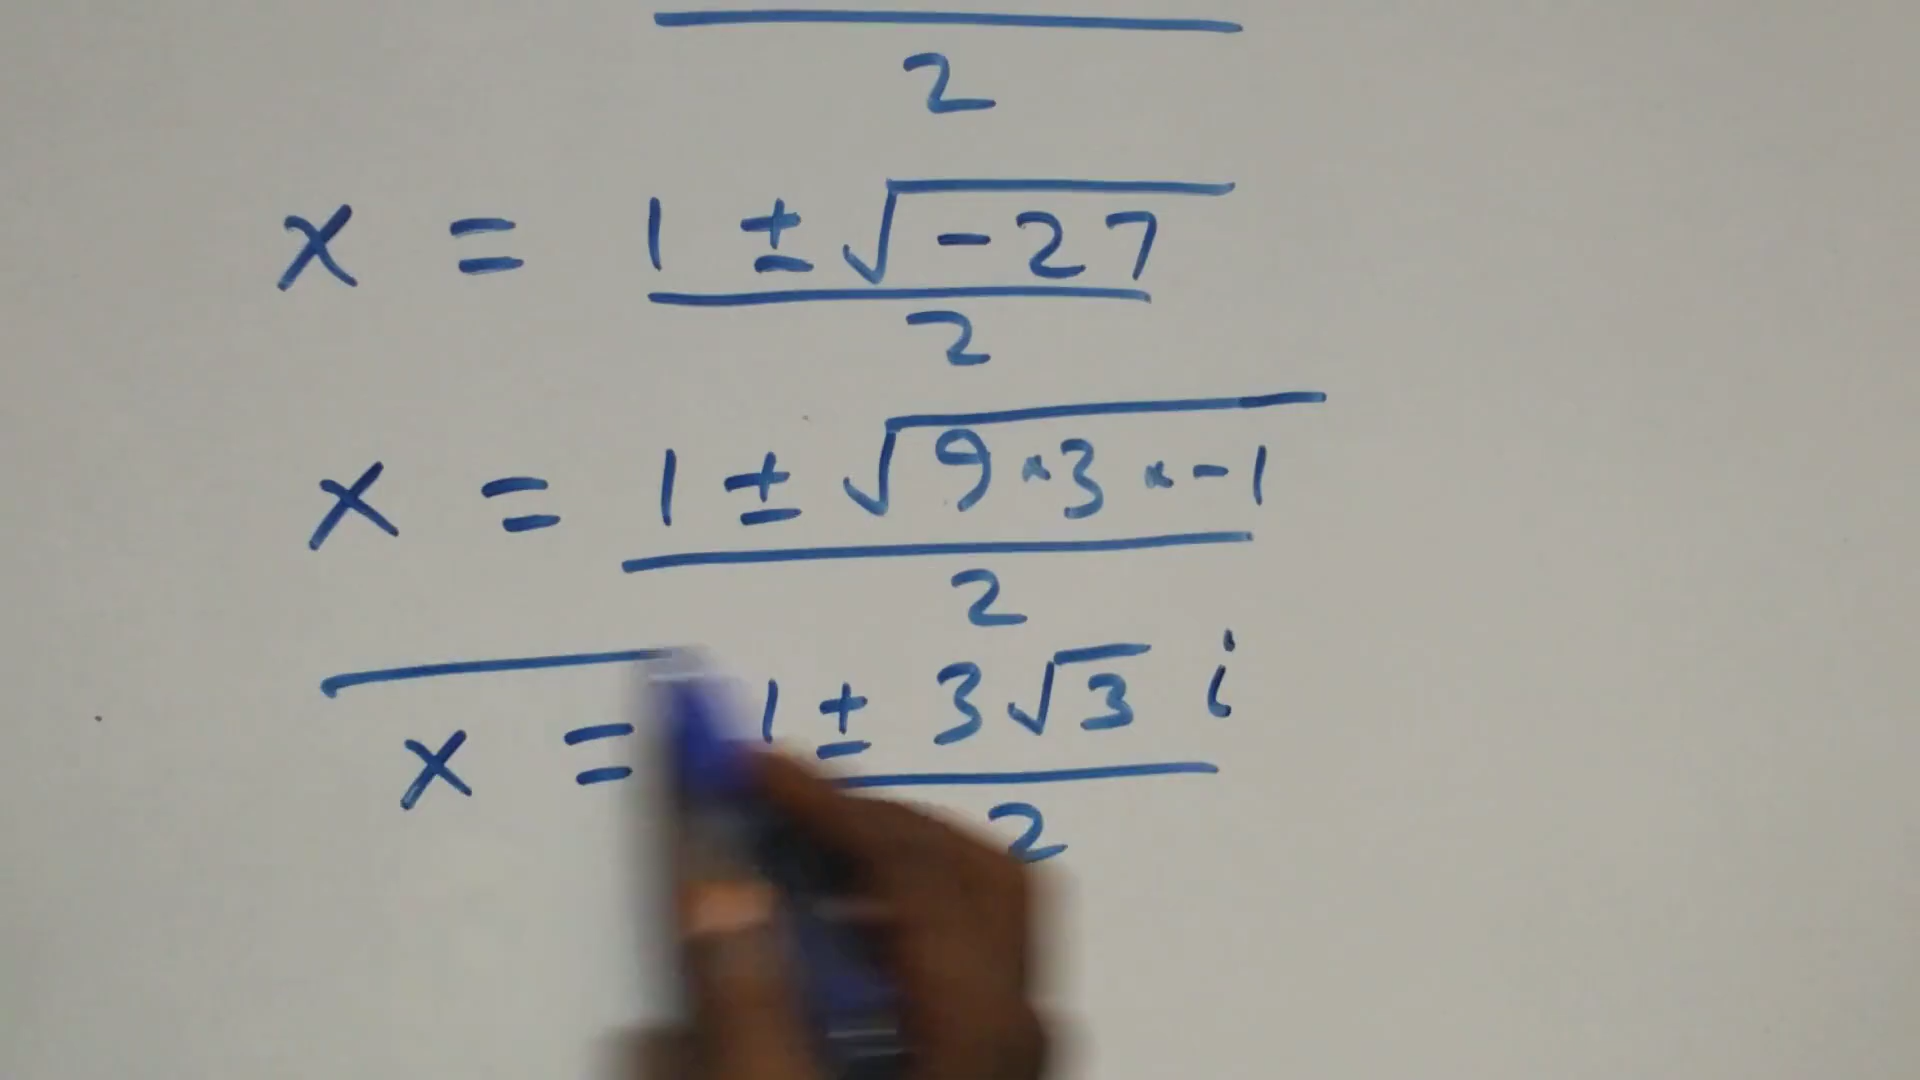 2
x = 1 ± √-27
2
x = 1 ± √9 × 3 × -1
2
x = 1 ± 3√3 i
2